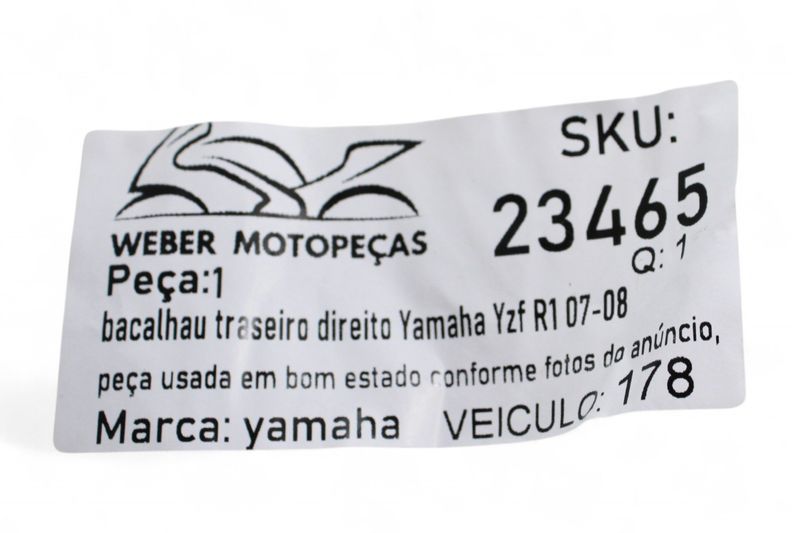 SKU:
23465
Q: 1
WEBER MOTOPEÇAS
Peça:1
bacalhau traseiro direito Yamaha Yzf R1 07-08
peça usada em bom estado conforme fotos do anúncio,
Marca: yamaha VEICULO: 178